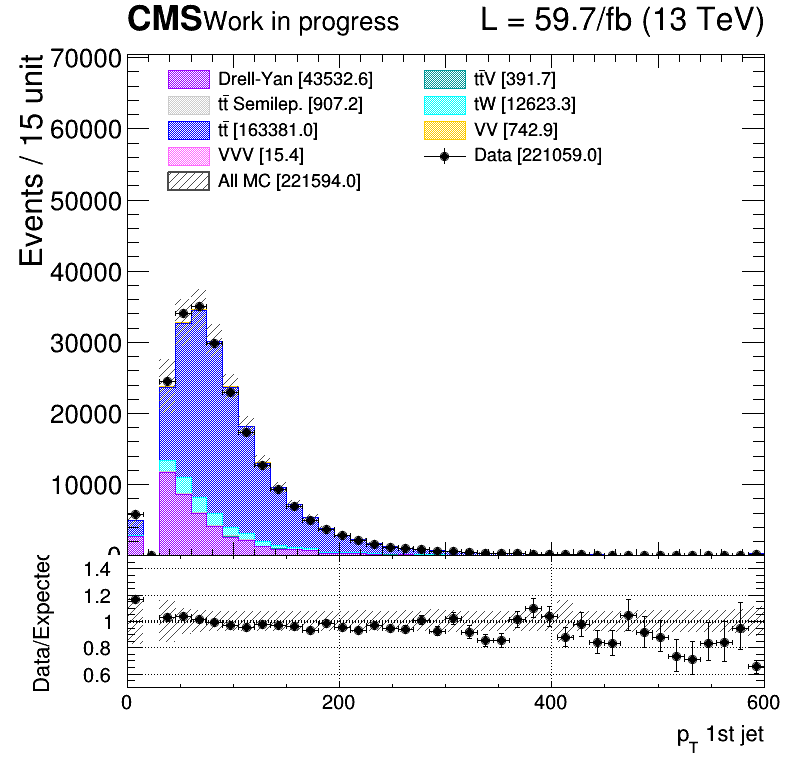 CMS Work in progress L = 59.7/fb (13 TeV)
Events / 15 unit
70000
60000
50000
40000
30000
20000
10000
0
Drell-Yan [43532.6]
tt̄ Semilep. [907.2]
tt̄ [163381.0]
VVV [15.4]
All MC [221594.0]
tt̄V [391.7]
tW [12623.3]
VV [742.9]
Data [221059.0]
Data/Expected
1.4
1.2
1
0.8
0.6
0 200 400 600
p_T 1st jet